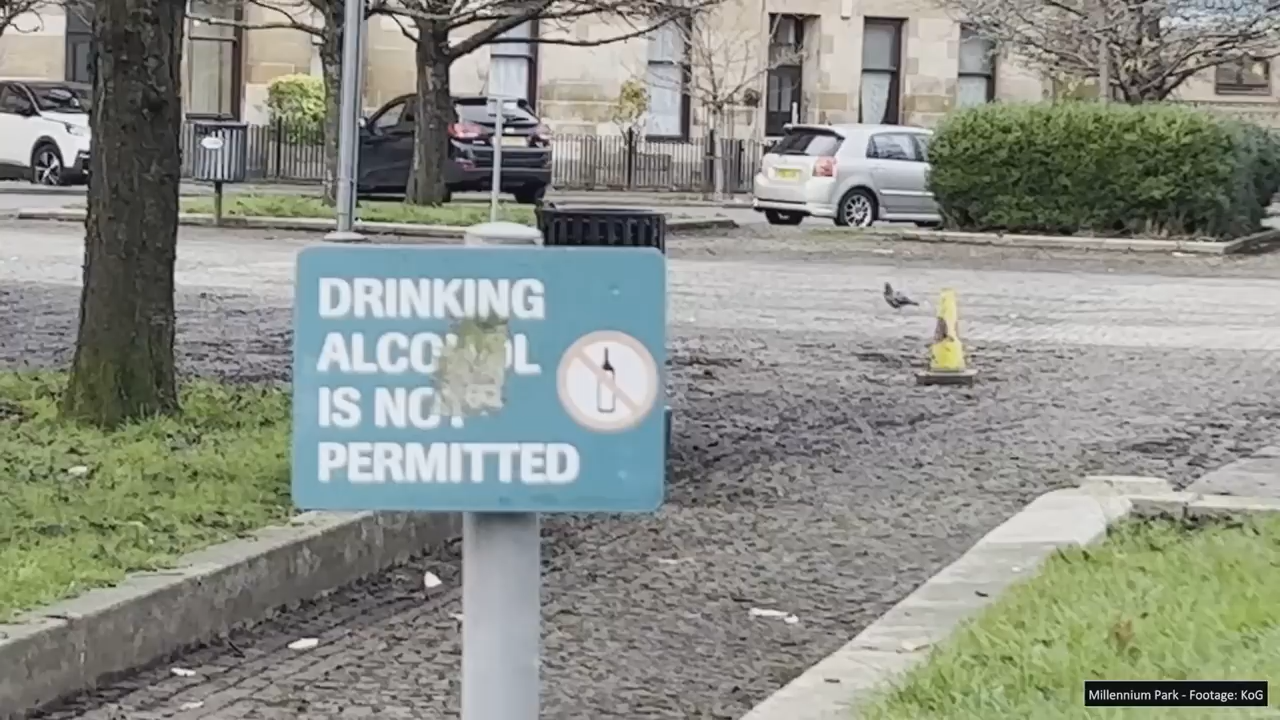 DRINKING
ALCOHOL
IS NOT
PERMITTED
Millennium Park - Footage: KoG